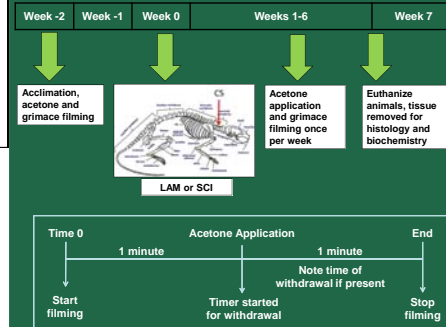 Week -2 Week -1 Week 0 Weeks 1-6 Week 7
Acclimation,
acetone and
grimace filming
C5
LAM or SCI
Acetone
application
and grimace
filming once
per week
Euthanize
animals, tissue
removed for
histology and
biochemistry
Time 0 Acetone Application End
1 minute 1 minute
Note time of
withdrawal if present
Start
filming
Timer started
for withdrawal
Stop
filming